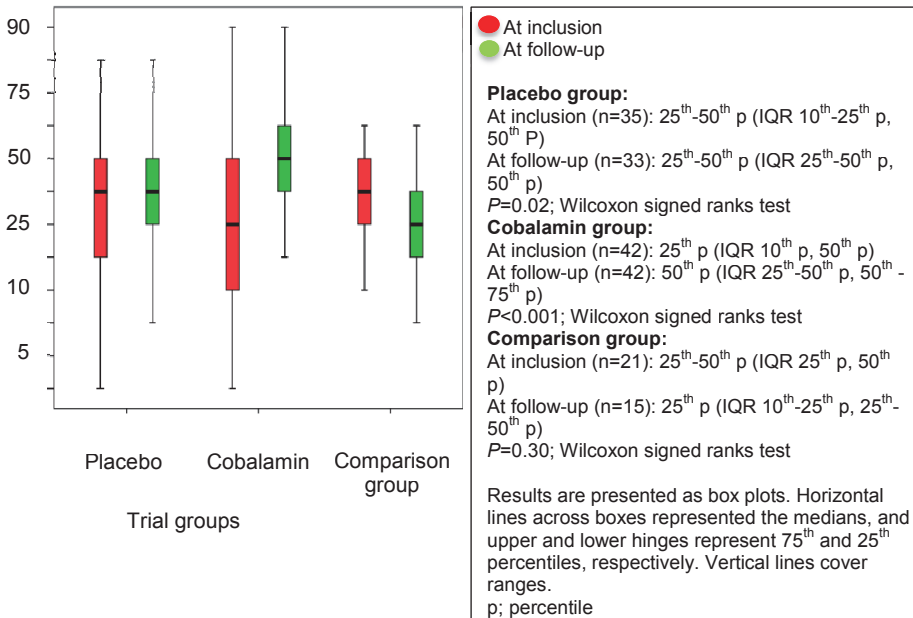 90
75
50
25
10
5
Placebo Cobalamin Comparison
group
Trial groups
At inclusion
At follow-up
Placebo group:
At inclusion (n=35): 25th-50th p (IQR 10th-25th p,
50th P)
At follow-up (n=33): 25th-50th p (IQR 25th-50th p,
50th p)
P=0.02; Wilcoxon signed ranks test
Cobalamin group:
At inclusion (n=42): 25th p (IQR 10th p, 50th p)
At follow-up (n=42): 50th p (IQR 25th-50th p, 50th -
75th p)
P<0.001; Wilcoxon signed ranks test
Comparison group:
At inclusion (n=21): 25th-50th p (IQR 25th p, 50th
p)
At follow-up (n=15): 25th p (IQR 10th-25th p, 25th-
50th p)
P=0.30; Wilcoxon signed ranks test
Results are presented as box plots. Horizontal
lines across boxes represented the medians, and
upper and lower hinges represent 75th and 25th
percentiles, respectively. Vertical lines cover
ranges.
p; percentile